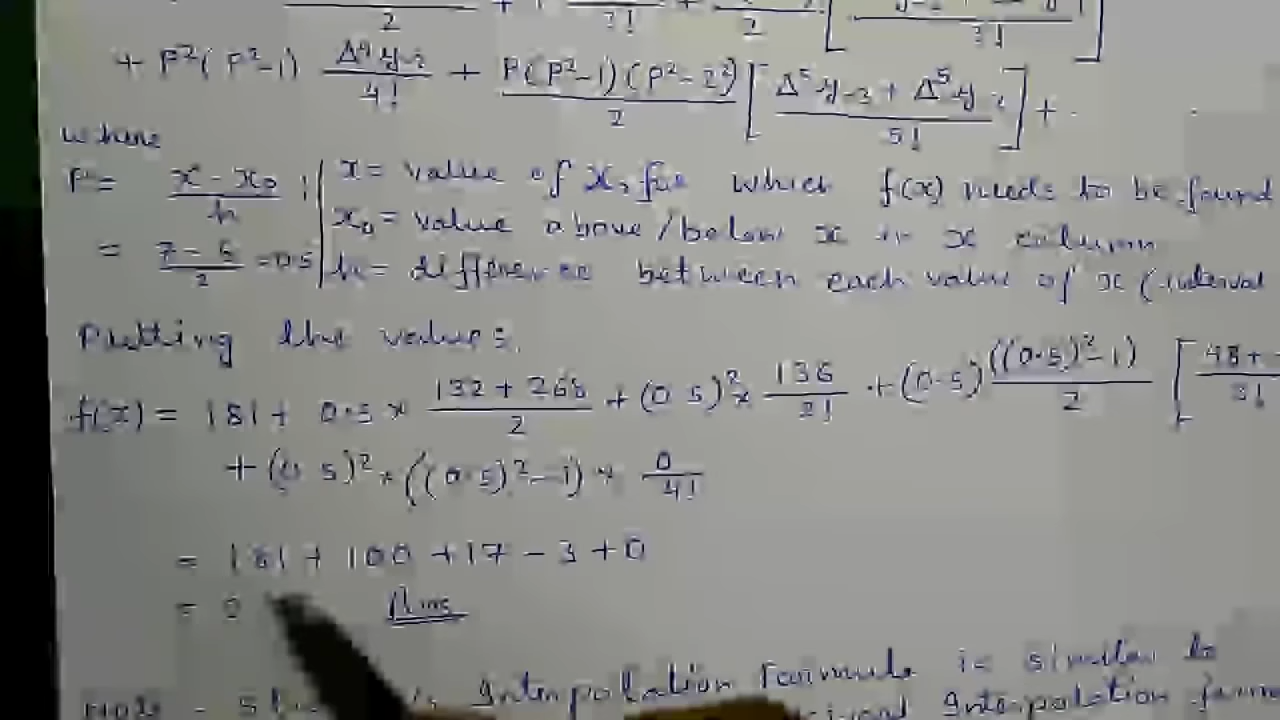 + P²(P²-1) Δ⁴y-2/4! + P(P²-1)(P²-2²)/2 [Δ⁵y-3 + Δ⁵y-2/5!] + .
where
P = x - x₀/h ; | x = value of x, for which f(x) needs to be found
x₀ = value above/below x in x column
= 7-6/2 = 0.5 | h = difference between each value of x (interval
Putting the values,
f(x) = 181 + 0.5 × 132 + 268/2 + (0.5)² × 136/2! + (0.5) ((0.5)²-1)/2 [48 +/3!
+ (0.5)² × ((0.5)²-1) × 0/4!
= 181 + 100 + 17 - 3 + 0
= 2 Ans
Note - Interpolation formula is similar to
Interpolation